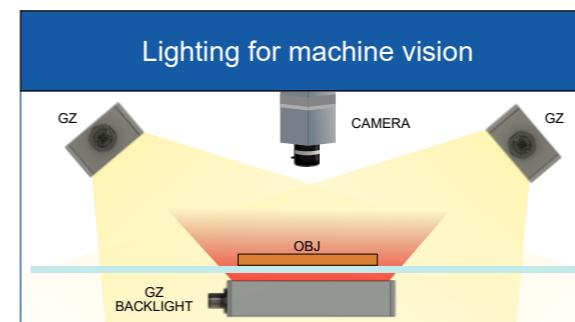 Lighting for machine vision
GZ
CAMERA
GZ
OBJ
GZ
BACKLIGHT